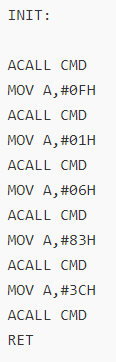 INIT:
ACALL CMD
MOV A,#0FH
ACALL CMD
MOV A,#01H
ACALL CMD
MOV A,#06H
ACALL CMD
MOV A,#83H
ACALL CMD
MOV A,#3CH
ACALL CMD
RET